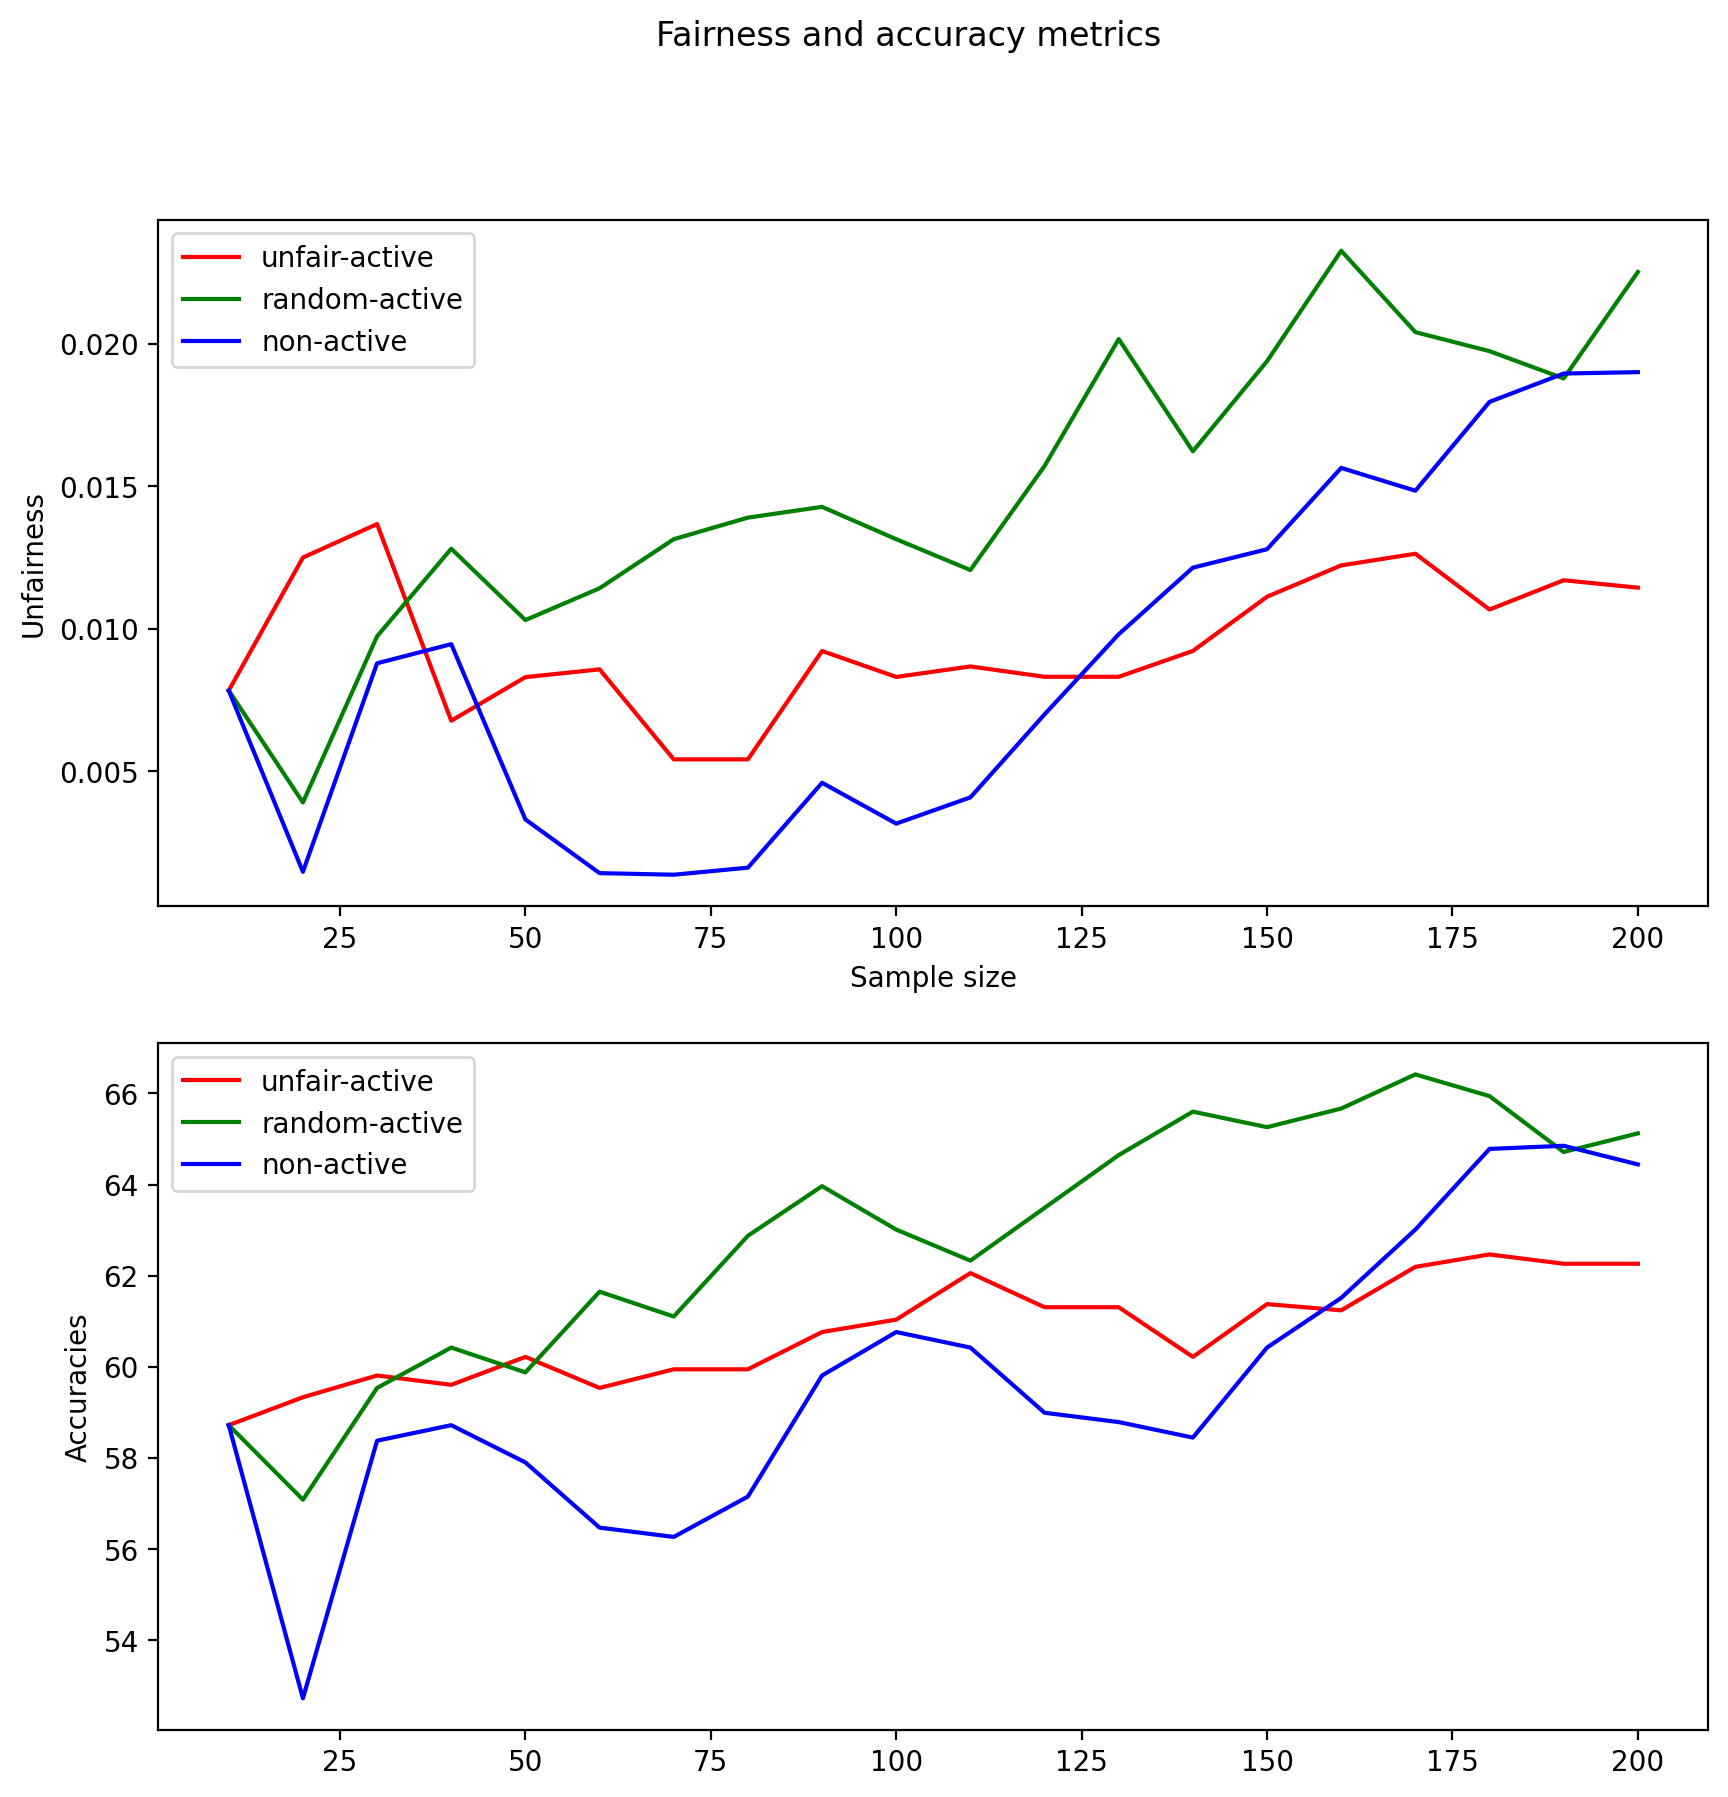 Fairness and accuracy metrics
unfair-active
random-active
non-active
Unfairness
0.020
0.015
0.010
0.005
25 50 75 100 125 150 175 200
Sample size
unfair-active
random-active
non-active
Accuracies
66
64
62
60
58
56
54
25 50 75 100 125 150 175 200